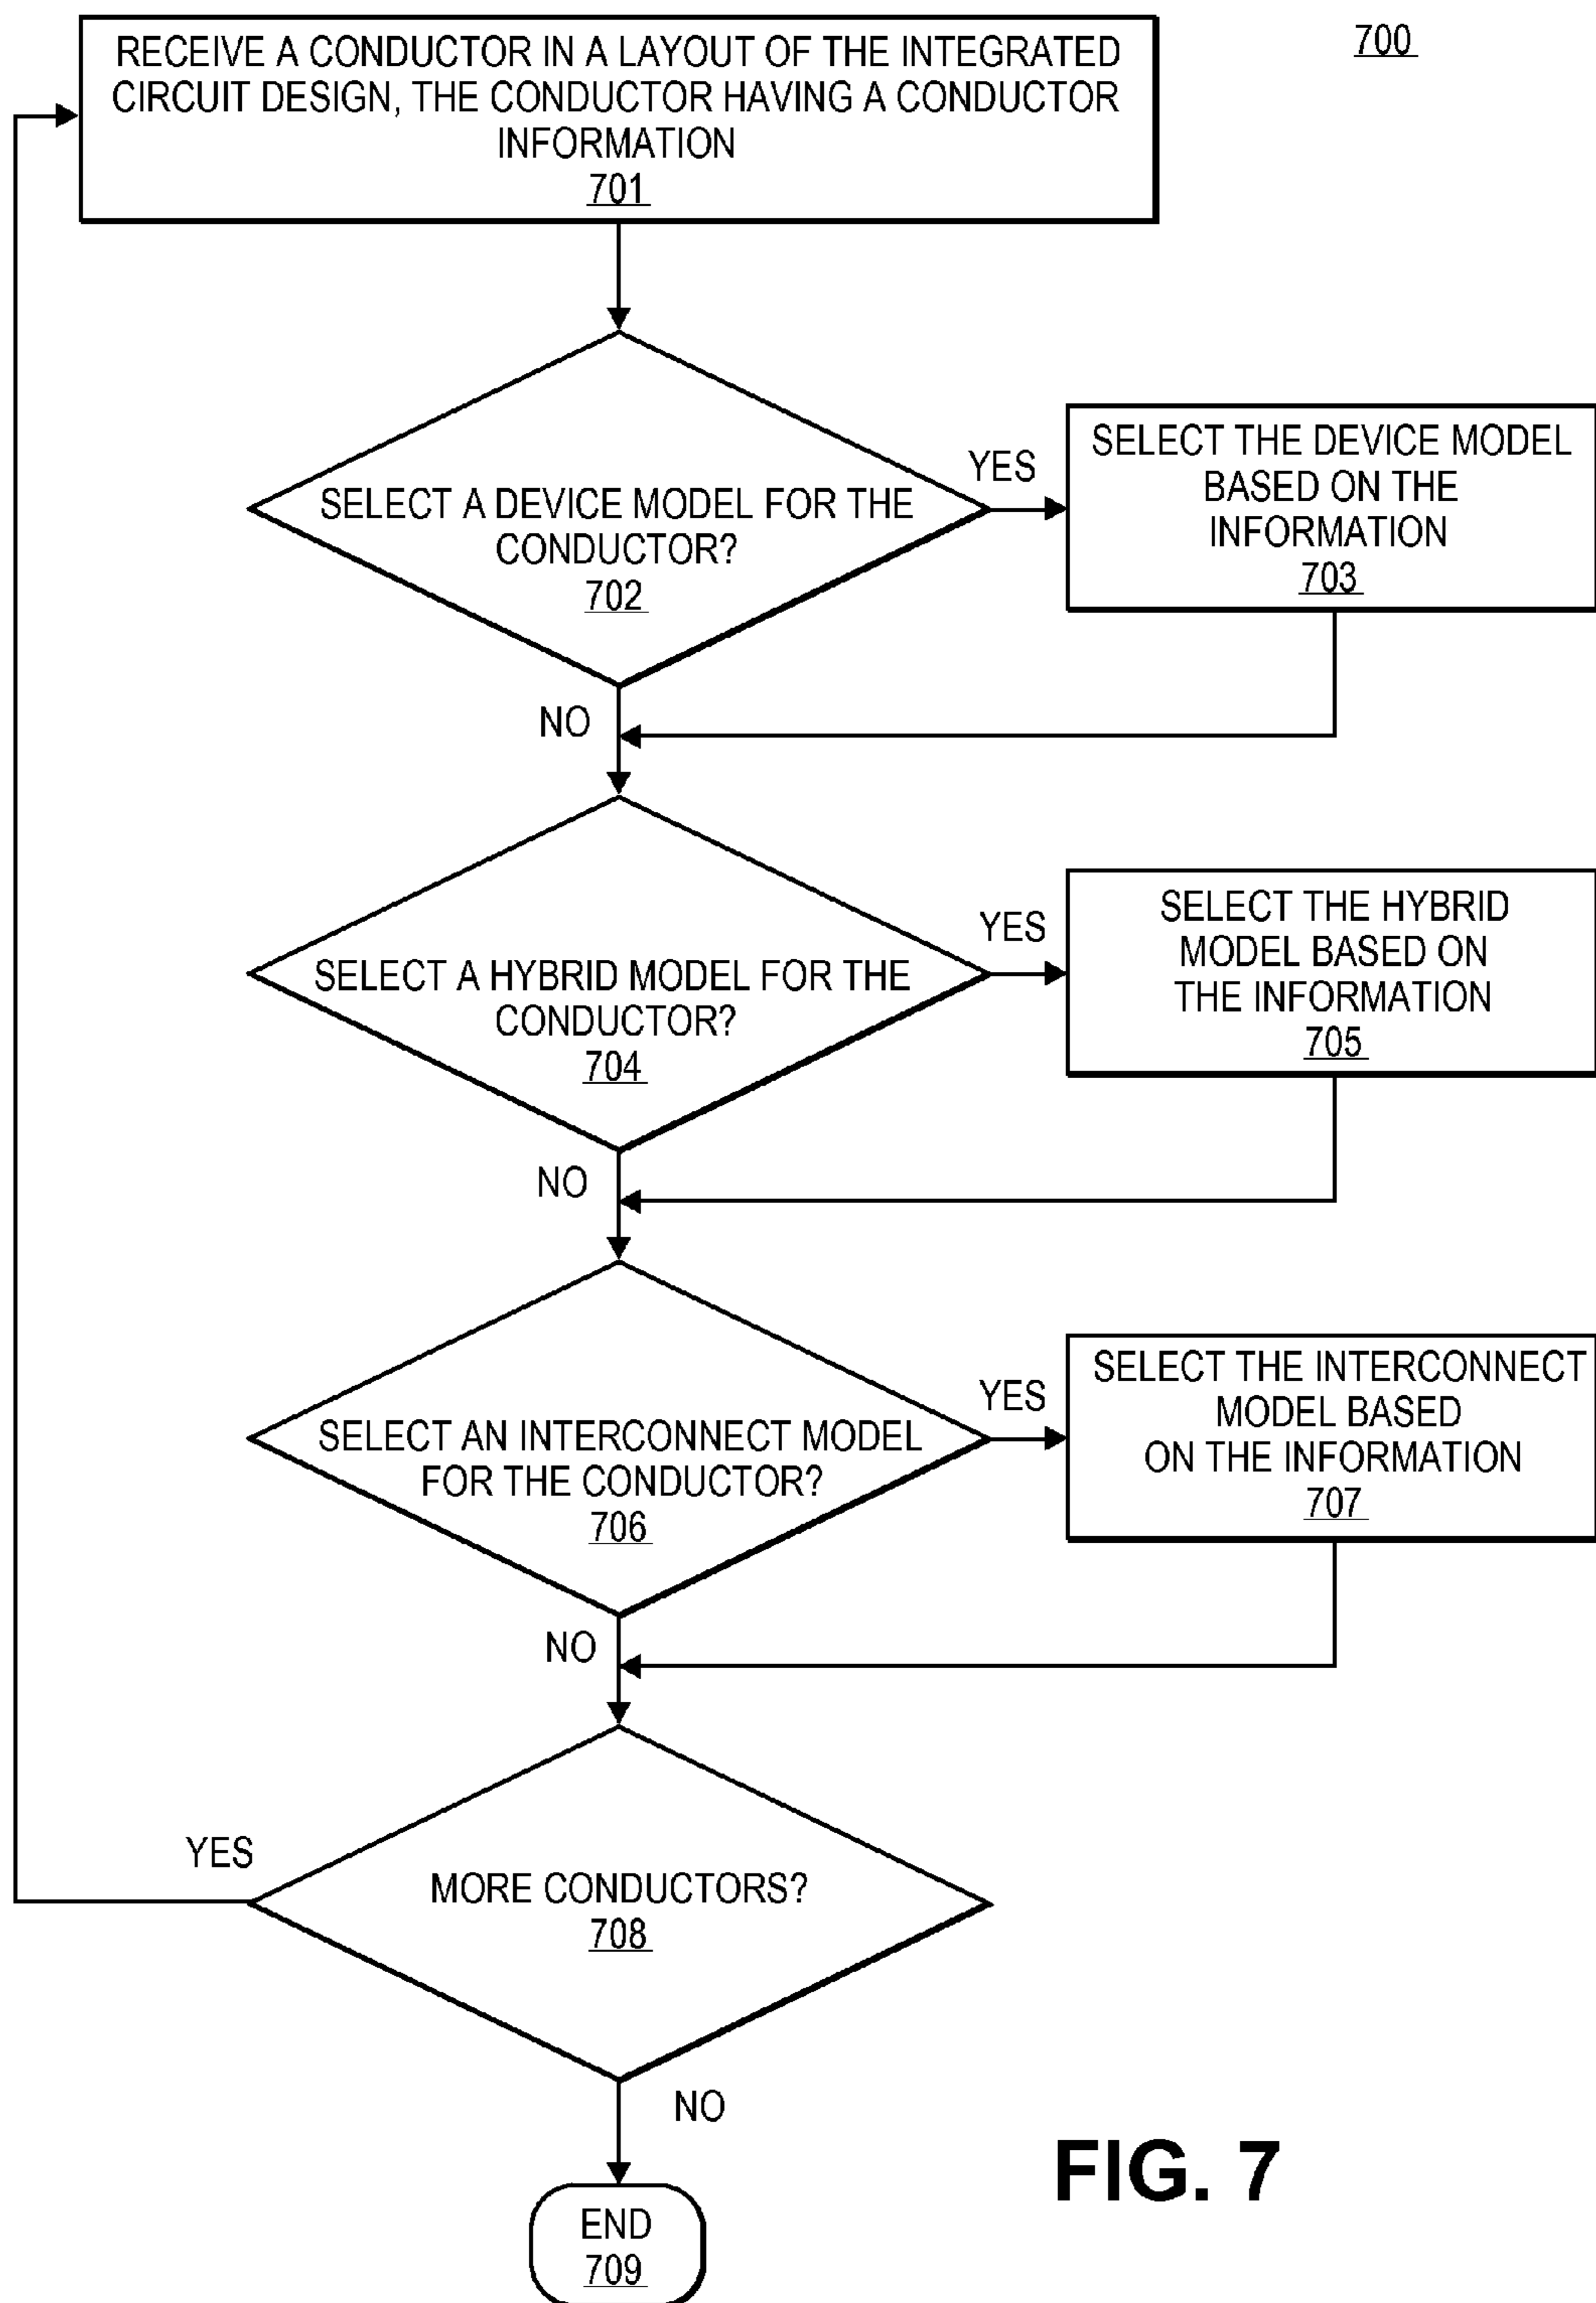 700
RECEIVE A CONDUCTOR IN A LAYOUT OF THE INTEGRATED
CIRCUIT DESIGN, THE CONDUCTOR HAVING A CONDUCTOR
INFORMATION
701
SELECT A DEVICE MODEL FOR THE
CONDUCTOR?
702
YES
SELECT THE DEVICE MODEL
BASED ON THE
INFORMATION
703
NO
SELECT A HYBRID MODEL FOR THE
CONDUCTOR?
704
YES
SELECT THE HYBRID
MODEL BASED ON
THE INFORMATION
705
NO
SELECT AN INTERCONNECT MODEL
FOR THE CONDUCTOR?
706
YES
SELECT THE INTERCONNECT
MODEL BASED
ON THE INFORMATION
707
NO
YES
MORE CONDUCTORS?
708
NO
END
709
FIG. 7